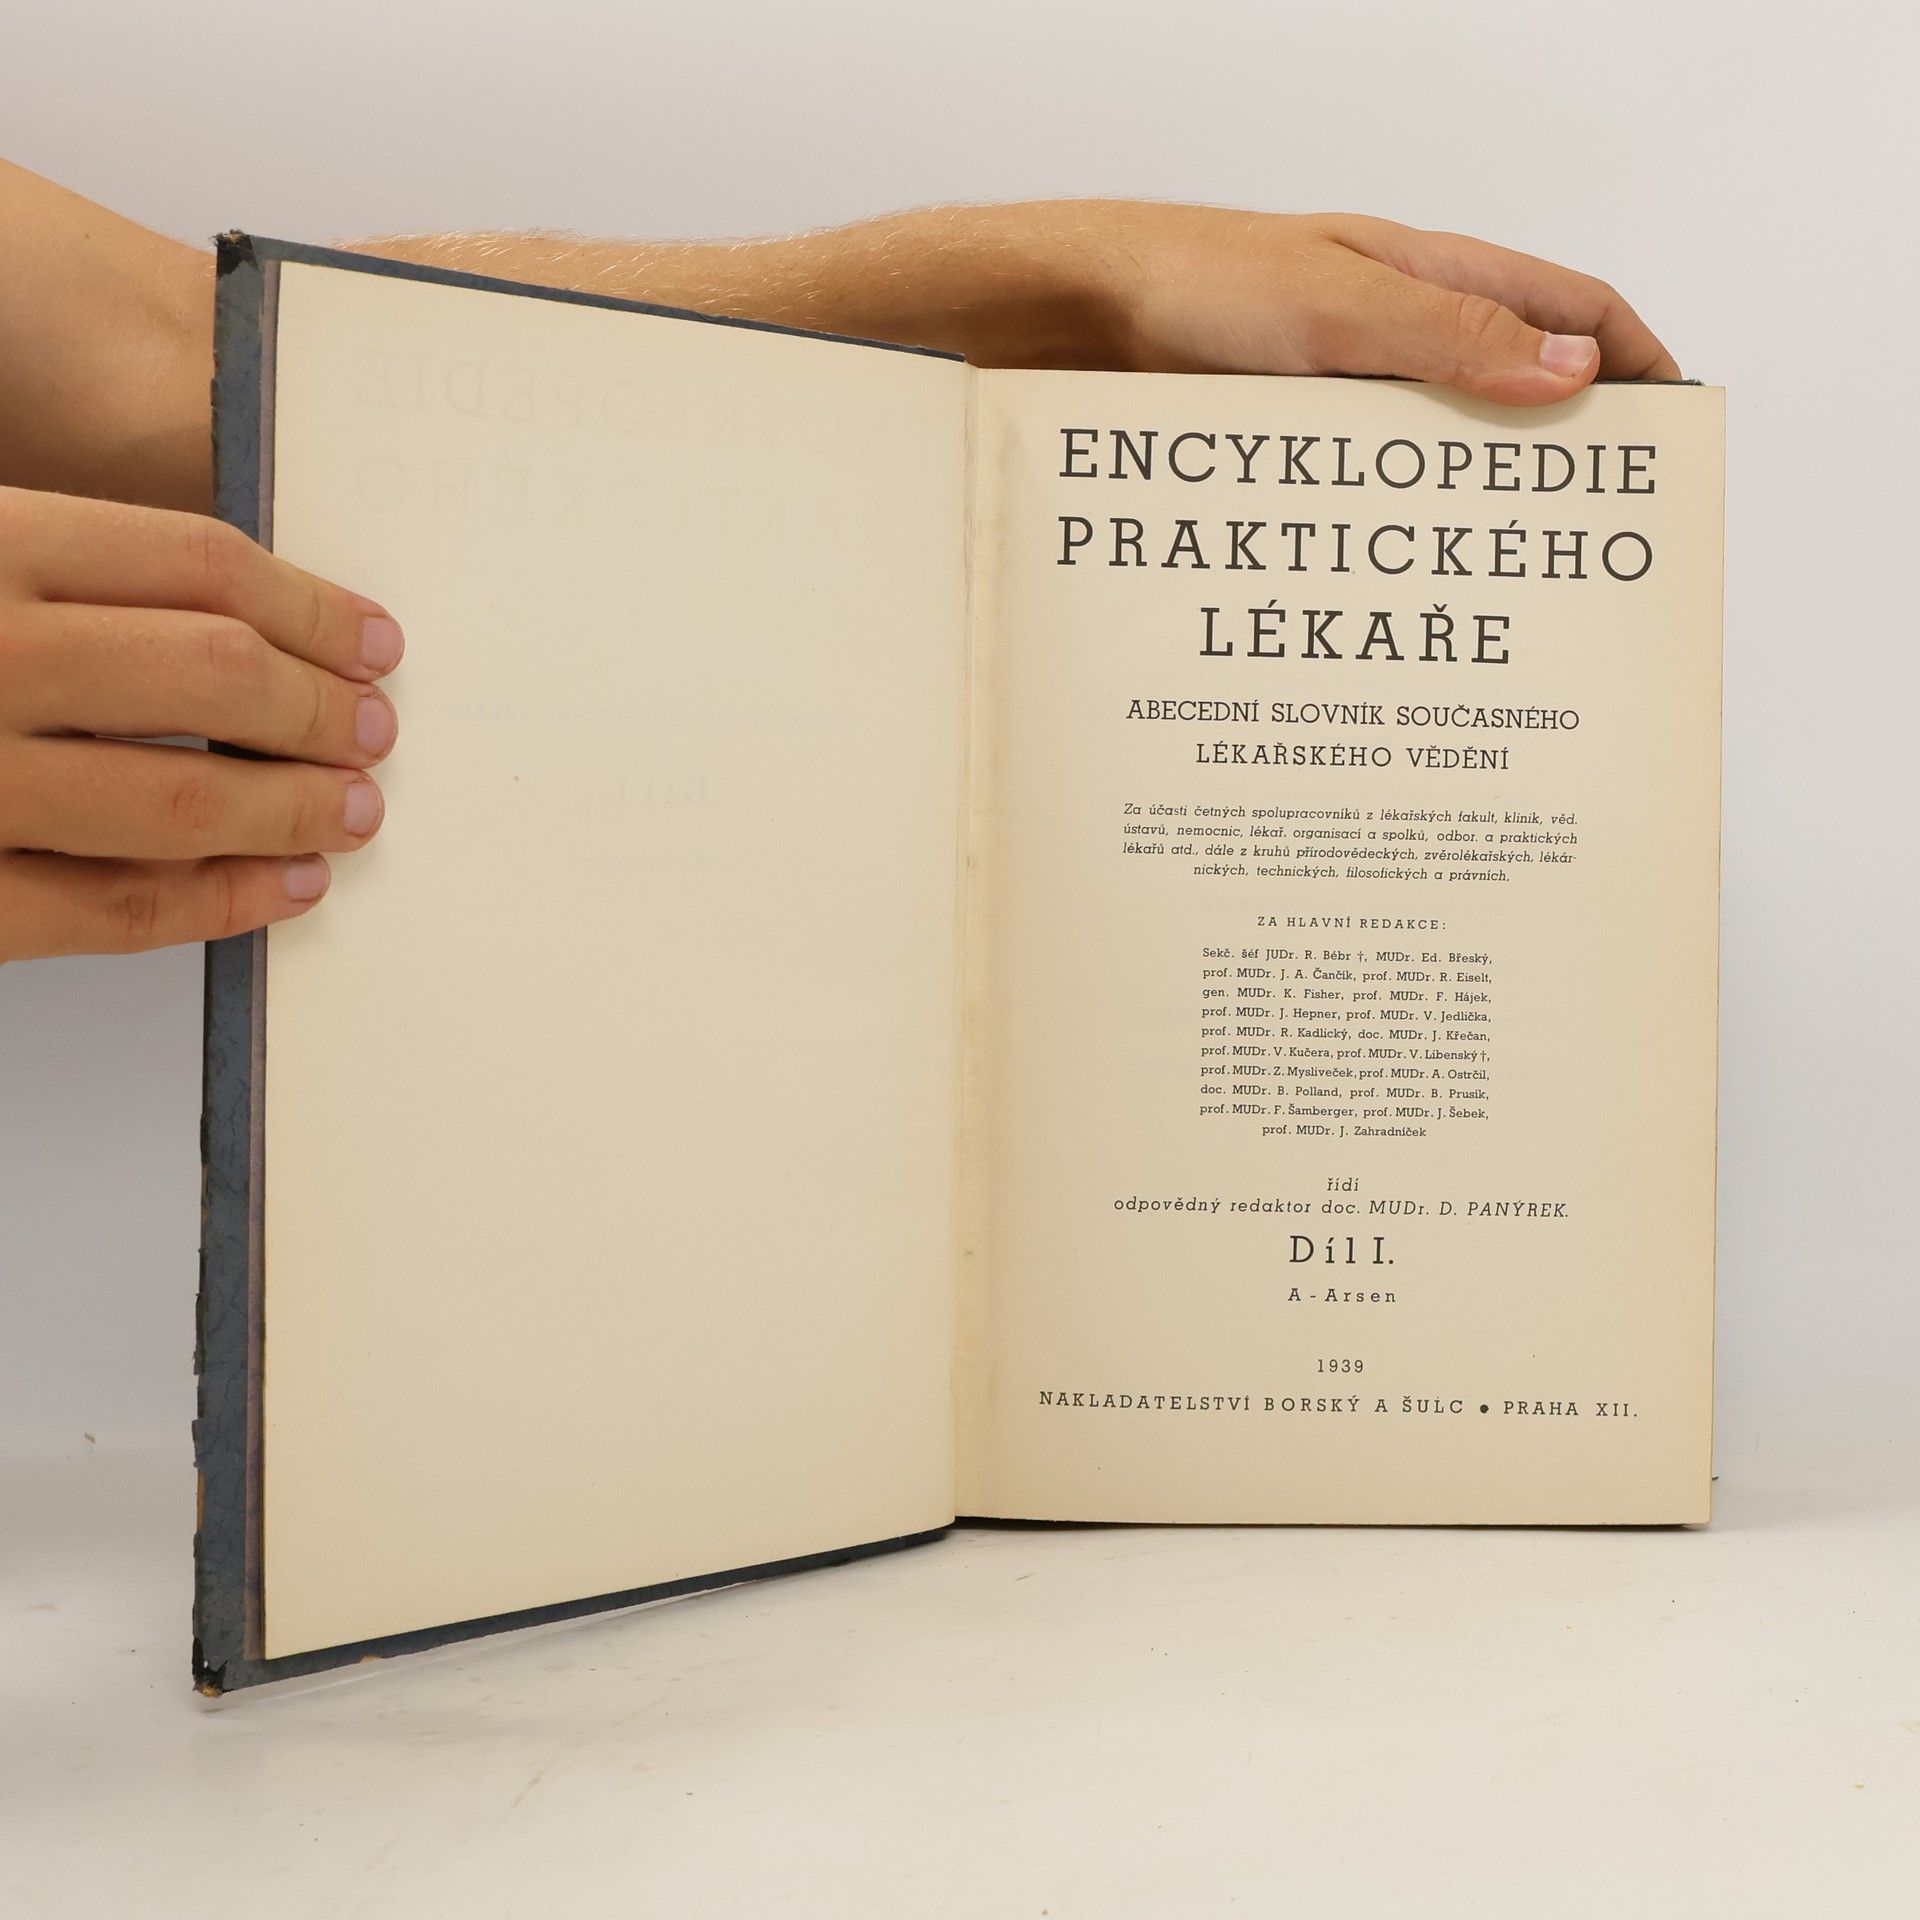 ENCYKLOPEDIE
PRAKTICKÉHO
LÉKAŘE
ABECEDNÍ SLOVNÍK SOUČASNÉHO
LÉKAŘSKÉHO VĚDĚNÍ
Za účasti četných spolupracovníků z lékařských fakult, klinik, věd.
ústavů, nemocnic, lékař. organisací a spolků, odbor. a praktických
lékařů atd., dále z kruhů přírodovědeckých, zvěrolékařských, lékár-
nických, technických, filosofických a právních.
ZA HLAVNÍ REDAKCE:
Sekč. šéf JUDr. R. Bébr †, MUDr. Ed. Břeský,
prof. MUDr. J. A. Čančík, prof. MUDr. R. Eiselt,
gen. MUDr. K. Fisher, prof. MUDr. F. Hájek,
prof. MUDr. J. Hepner, prof. MUDr. V. Jedlička,
prof. MUDr. R. Kadlický, doc. MUDr. J. Křečan,
prof. MUDr. V. Kučera, prof. MUDr. V. Libenský †,
prof. MUDr. Z. Mysliveček, prof. MUDr. A. Ostrčil,
doc. MUDr. B. Polland, prof. MUDr. B. Prusík,
prof. MUDr. F. Šamberger, prof. MUDr. J. Šebek,
prof. MUDr. J. Zahradníček
řídí
odpovědný redaktor doc. MUDr. D. PANÝREK.
Díl I.
A - Arsen
1939
NAKLADATELSTVÍ BORSKÝ A ŠULC ● PRAHA XII.